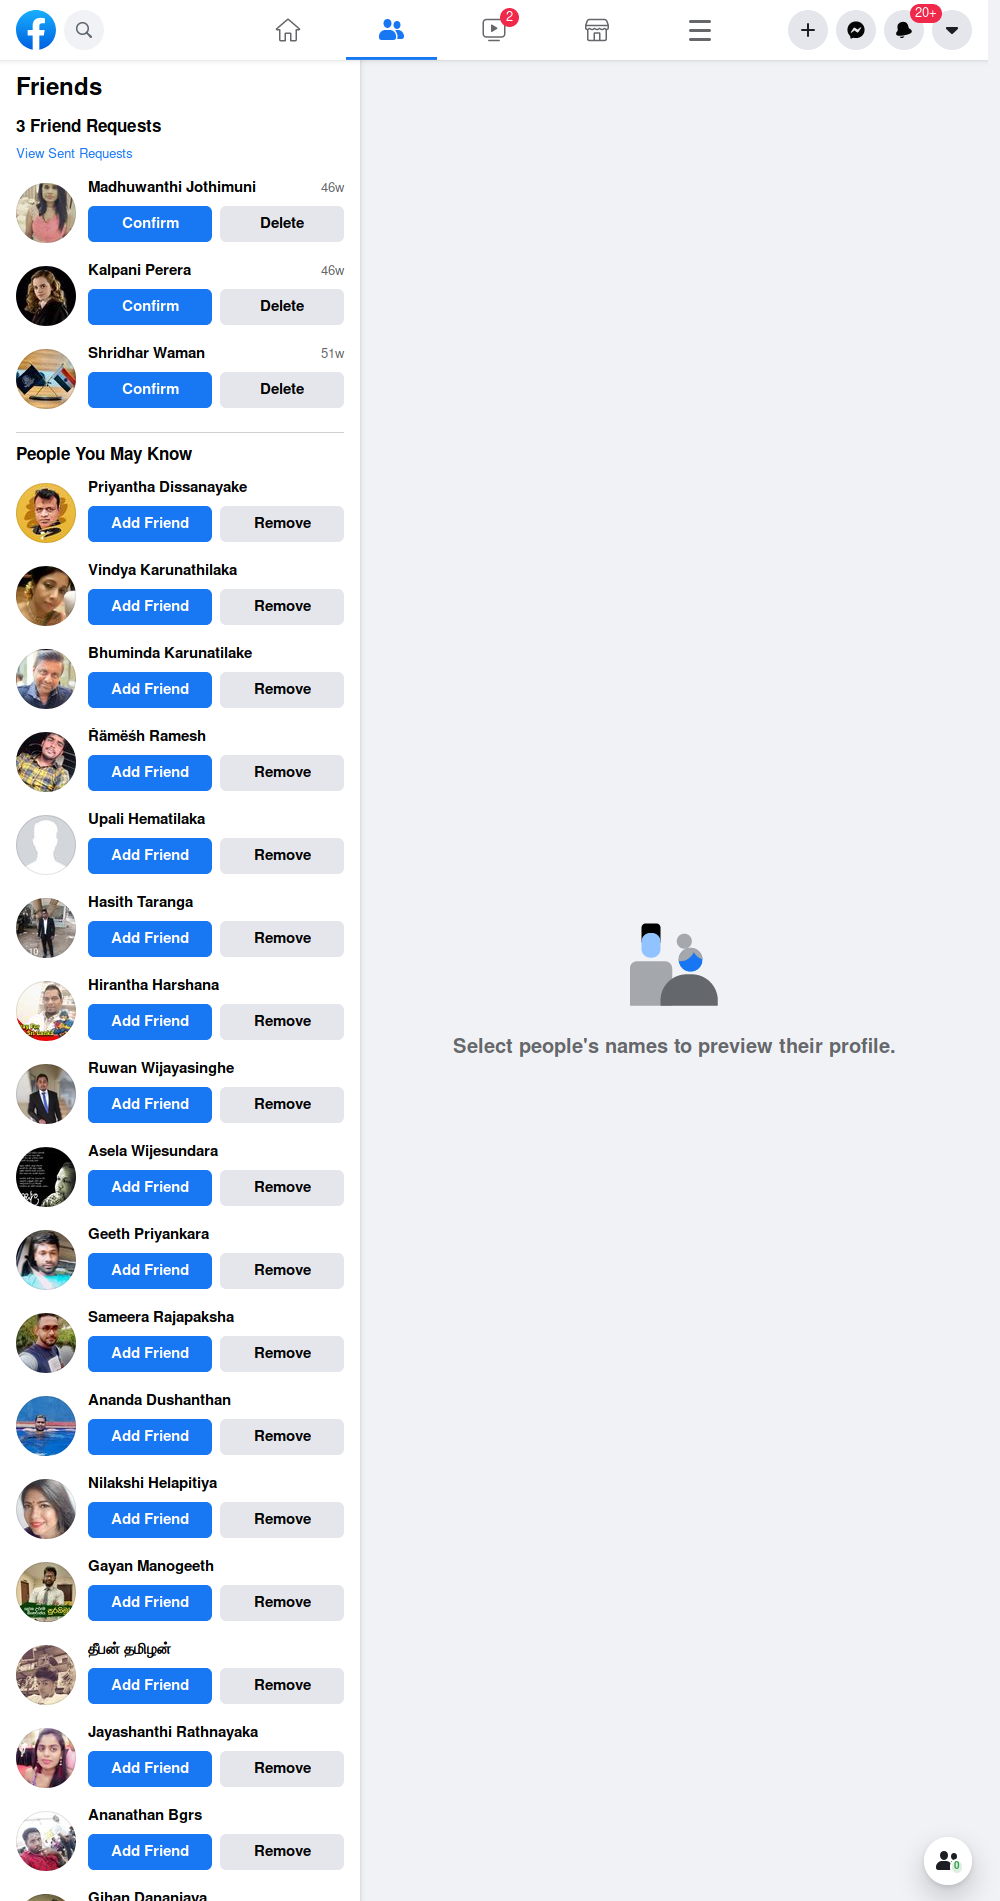 2
20+
Friends
3 Friend Requests
View Sent Requests
Madhuwanthi Jothimuni 46w
Confirm Delete
Kalpani Perera 46w
Confirm Delete
Shridhar Waman 51w
Confirm Delete
People You May Know
Priyantha Dissanayake
Add Friend Remove
Vindya Karunathilaka
Add Friend Remove
Bhuminda Karunatilake
Add Friend Remove
Řämëśh Ramesh
Add Friend Remove
Upali Hematilaka
Add Friend Remove
Hasith Taranga
Add Friend Remove
Hirantha Harshana
Add Friend Remove
Ruwan Wijayasinghe
Add Friend Remove
Select people's names to preview their profile.
Asela Wijesundara
Add Friend Remove
Geeth Priyankara
Add Friend Remove
Sameera Rajapaksha
Add Friend Remove
Ananda Dushanthan
Add Friend Remove
Nilakshi Helapitiya
Add Friend Remove
Gayan Manogeeth
Add Friend Remove
தீபன் தமிழன்
Add Friend Remove
Jayashanthi Rathnayaka
Add Friend Remove
Ananathan Bgrs
Add Friend Remove
Gihan Dananjaya
0